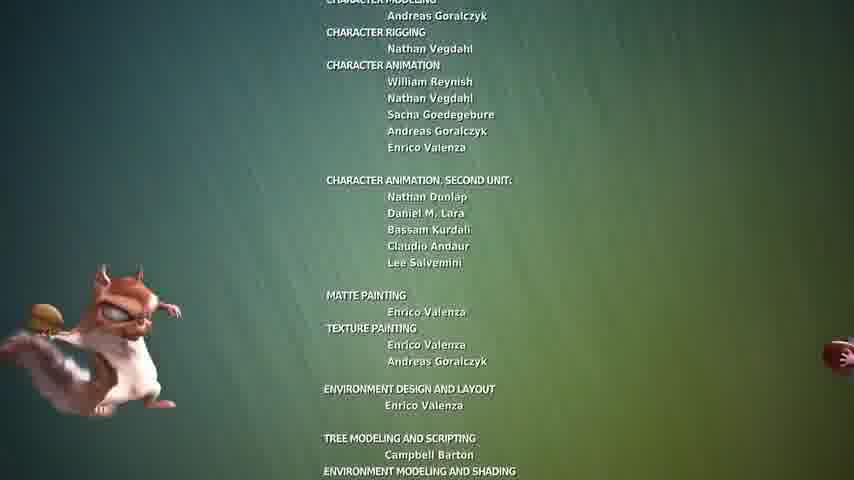 CHARACTER MODELING
Andreas Goralczyk
CHARACTER RIGGING
Nathan Vegdahl
CHARACTER ANIMATION
William Reynish
Nathan Vegdahl
Sacha Goedegebure
Andreas Goralczyk
Enrico Valenza
CHARACTER ANIMATION, SECOND UNIT:
Nathan Dunlap
Daniel M. Lara
Bassam Kurdali
Claudio Andaur
Lee Salvemini
MATTE PAINTING
Enrico Valenza
TEXTURE PAINTING
Enrico Valenza
Andreas Goralczyk
ENVIRONMENT DESIGN AND LAYOUT
Enrico Valenza
TREE MODELING AND SCRIPTING
Campbell Barton
ENVIRONMENT MODELING AND SHADING